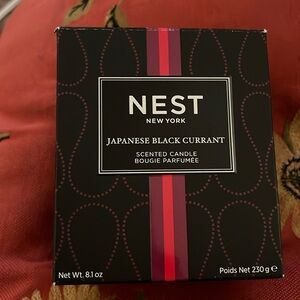 NEST
NEW YORK
JAPANESE BLACK CURRANT
SCENTED CANDLE
BOUGIE PARFUMÉE
Net Wt. 8.1 oz
Poids Net 230 g ℮